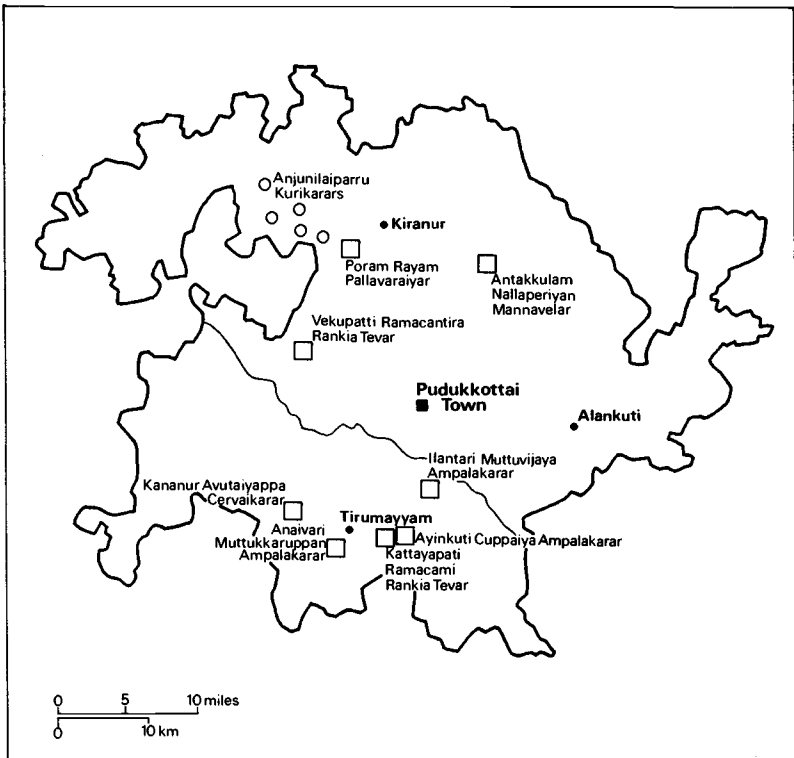 Anjunilaiparru
Kurikarars
Kiranur
Poram Rayam
Pallavaraiyar
Antakkulam
Nallaperiyan
Mannavelar
Vekupatti Ramacantira
Rankia Tevar
Pudukkottai
Town
Alankuti
Ilantari Muttuvijaya
Ampalakarar
Kananur Avutaiyappa
Cervaikarar
Tirumayyam
Anaivari
Muttukkaruppan
Ampalakarar
Ayinkuti Cuppaiya Ampalakarar
Kattayapati
Ramacami
Rankia Tevar
0 5 10 miles
0 10 km